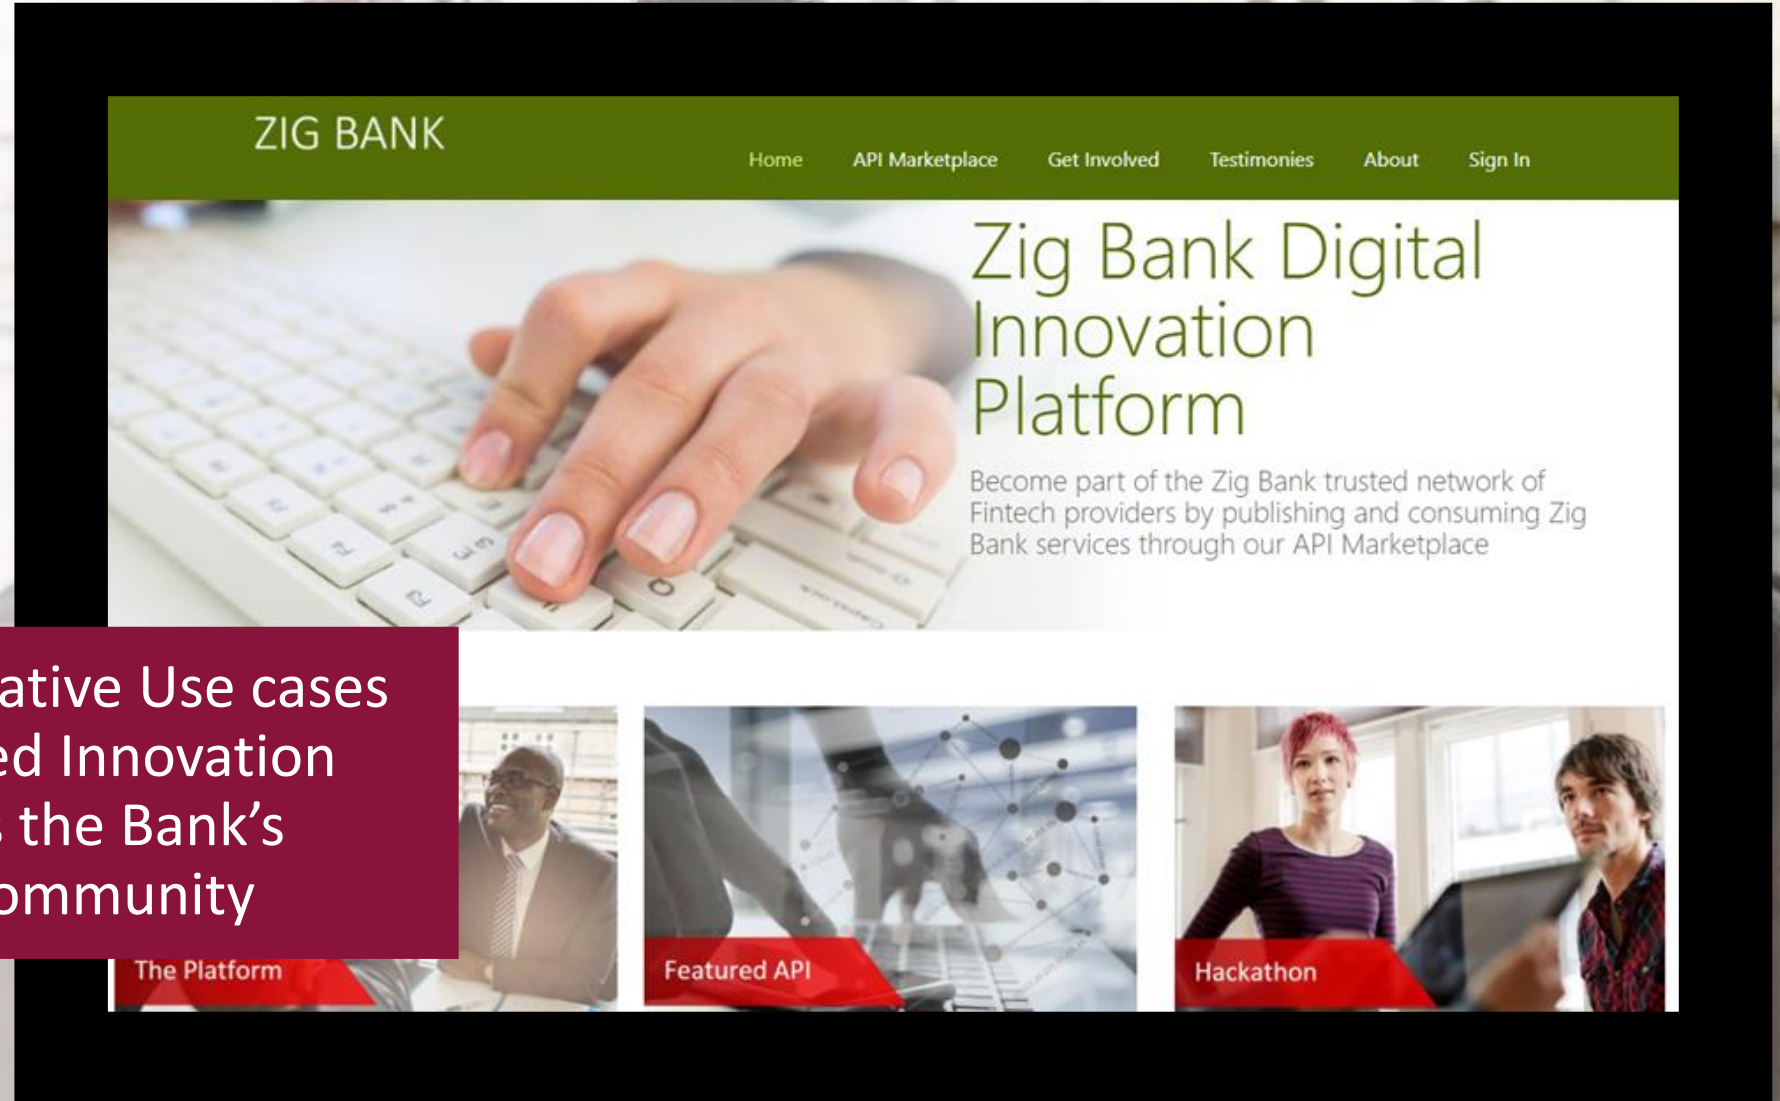 ZIG BANK
Home API Marketplace Get Involved Testimonies About Sign In
Zig Bank Digital
Innovation
Platform
Become part of the Zig Bank trusted network of
Fintech providers by publishing and consuming Zig
Bank services through our API Marketplace
ative Use cases
ed Innovation
s the Bank’s
ommunity
The Platform
Featured API
Hackathon